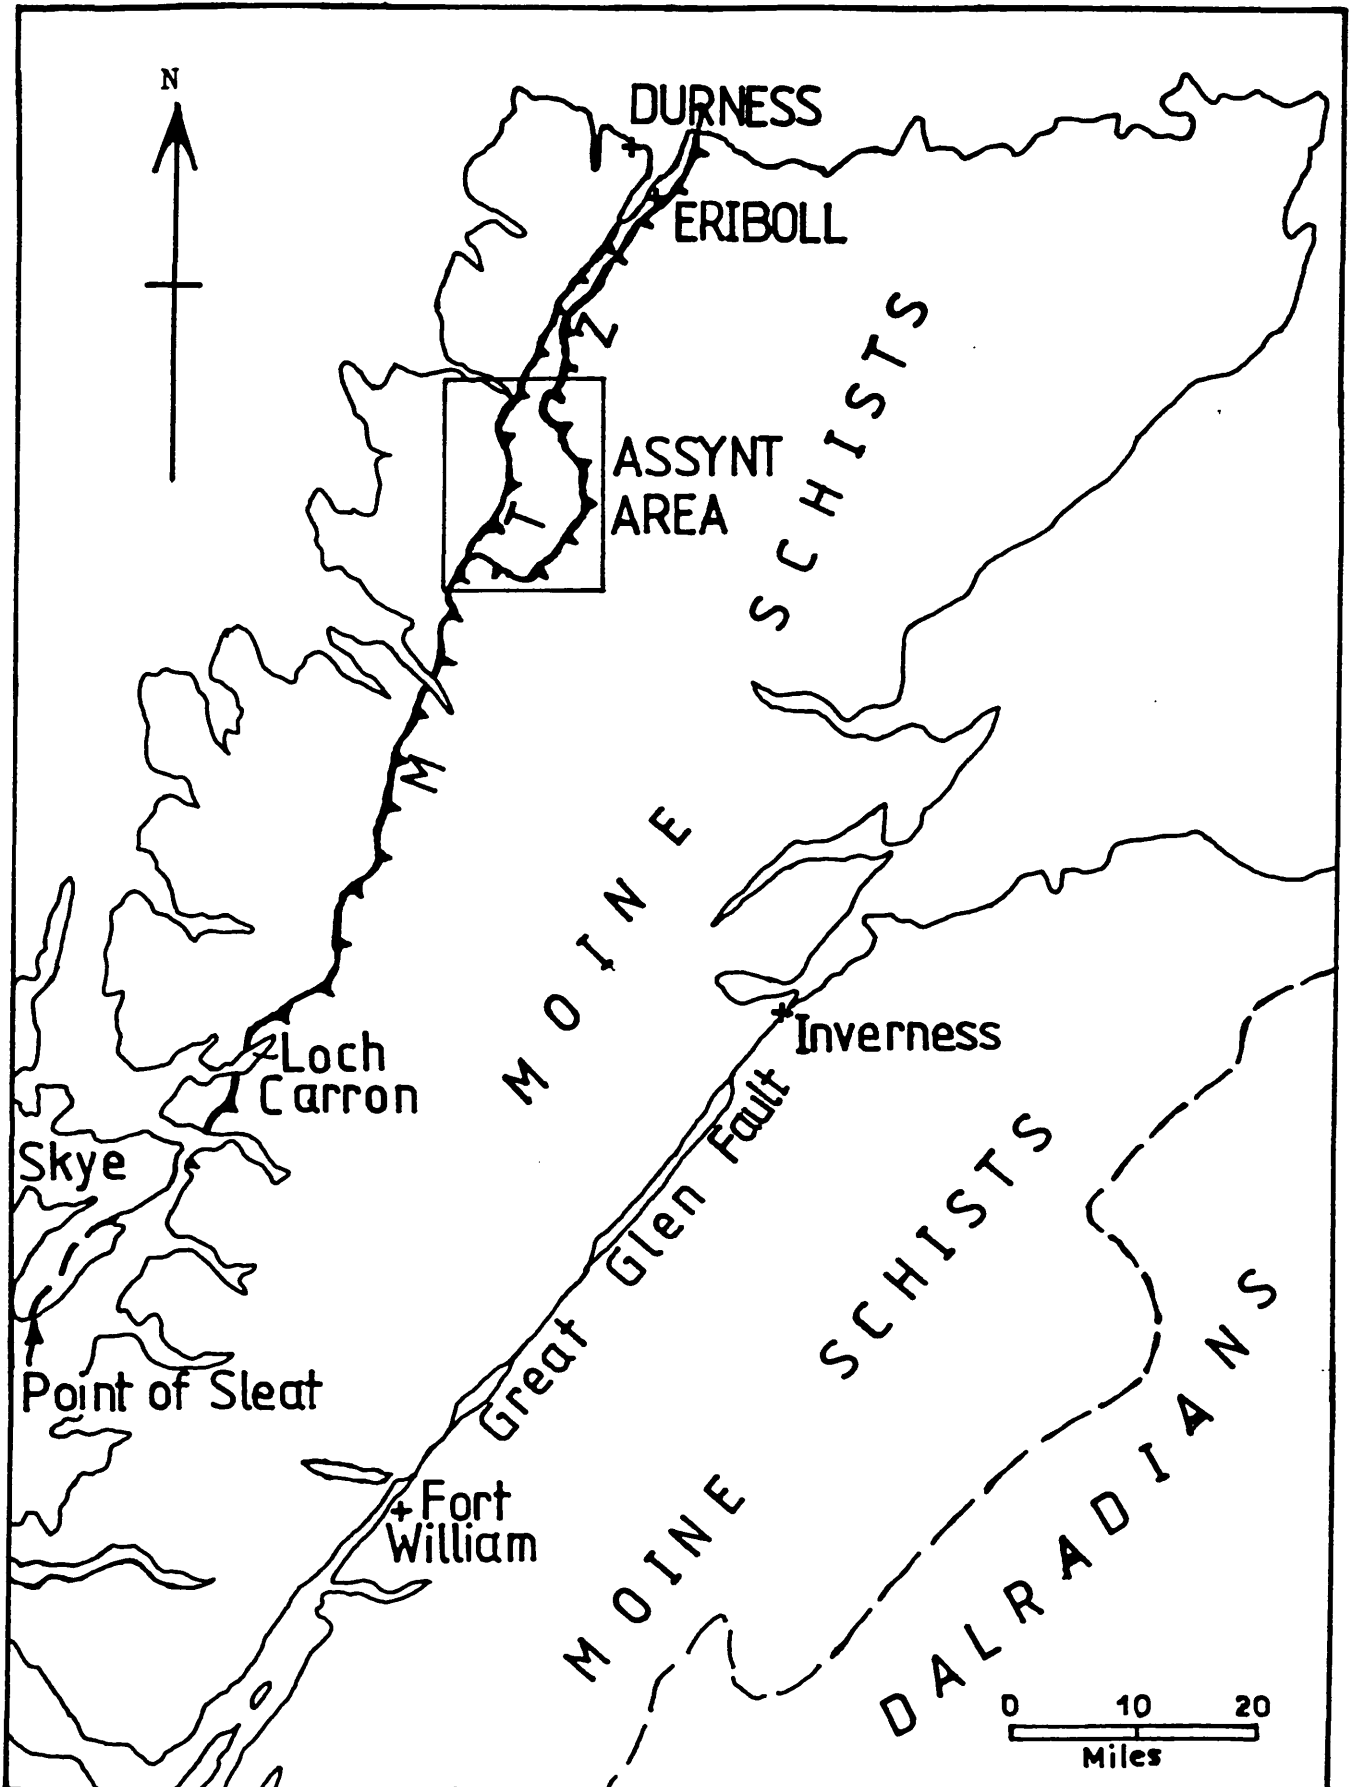 N
DURNESS
ERIBOLL
Z
ASSYNT
AREA
T
SCHISTS
M
MOINE
Inverness
Loch
Carron
Great Glen Fault
Skye
SCHISTS
Point of Sleat
Fort
William
MOINE
DALRADIANS
0 10 20
Miles